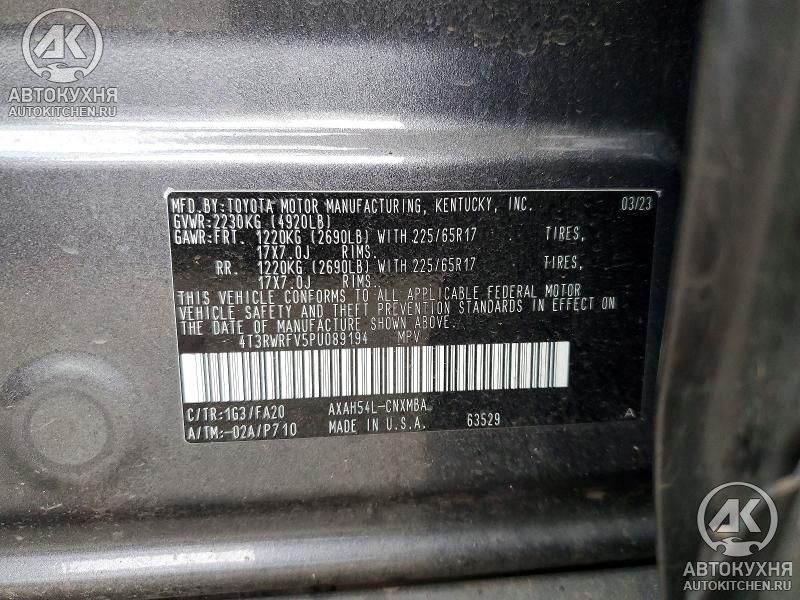 АК
АВТОКУХНЯ
AUTOKITCHEN.RU
MFD.BY:TOYOTA MOTOR MANUFACTURING, KENTUCKY, INC. 03/23
GVWR:2230KG (4920LB)
GAWR:FRT. 1220KG (2690LB) WITH 225/65R17 TIRES,
17X7.0J RIMS.
RR. 1220KG (2690LB) WITH 225/65R17 TIRES,
17X7.0J RIMS.
THIS VEHICLE CONFORMS TO ALL APPLICABLE FEDERAL MOTOR
VEHICLE SAFETY AND THEFT PREVENTION STANDARDS IN EFFECT ON
THE DATE OF MANUFACTURE SHOWN ABOVE.
4T3RWRFV5PU089194 MPV
C/TR:1G3/FA20 AXAH54L-CNXMBA
A/TM:-02A/P710 MADE IN U.S.A. 63529 A
АК
АВТОКУХНЯ
AUTOKITCHEN.RU